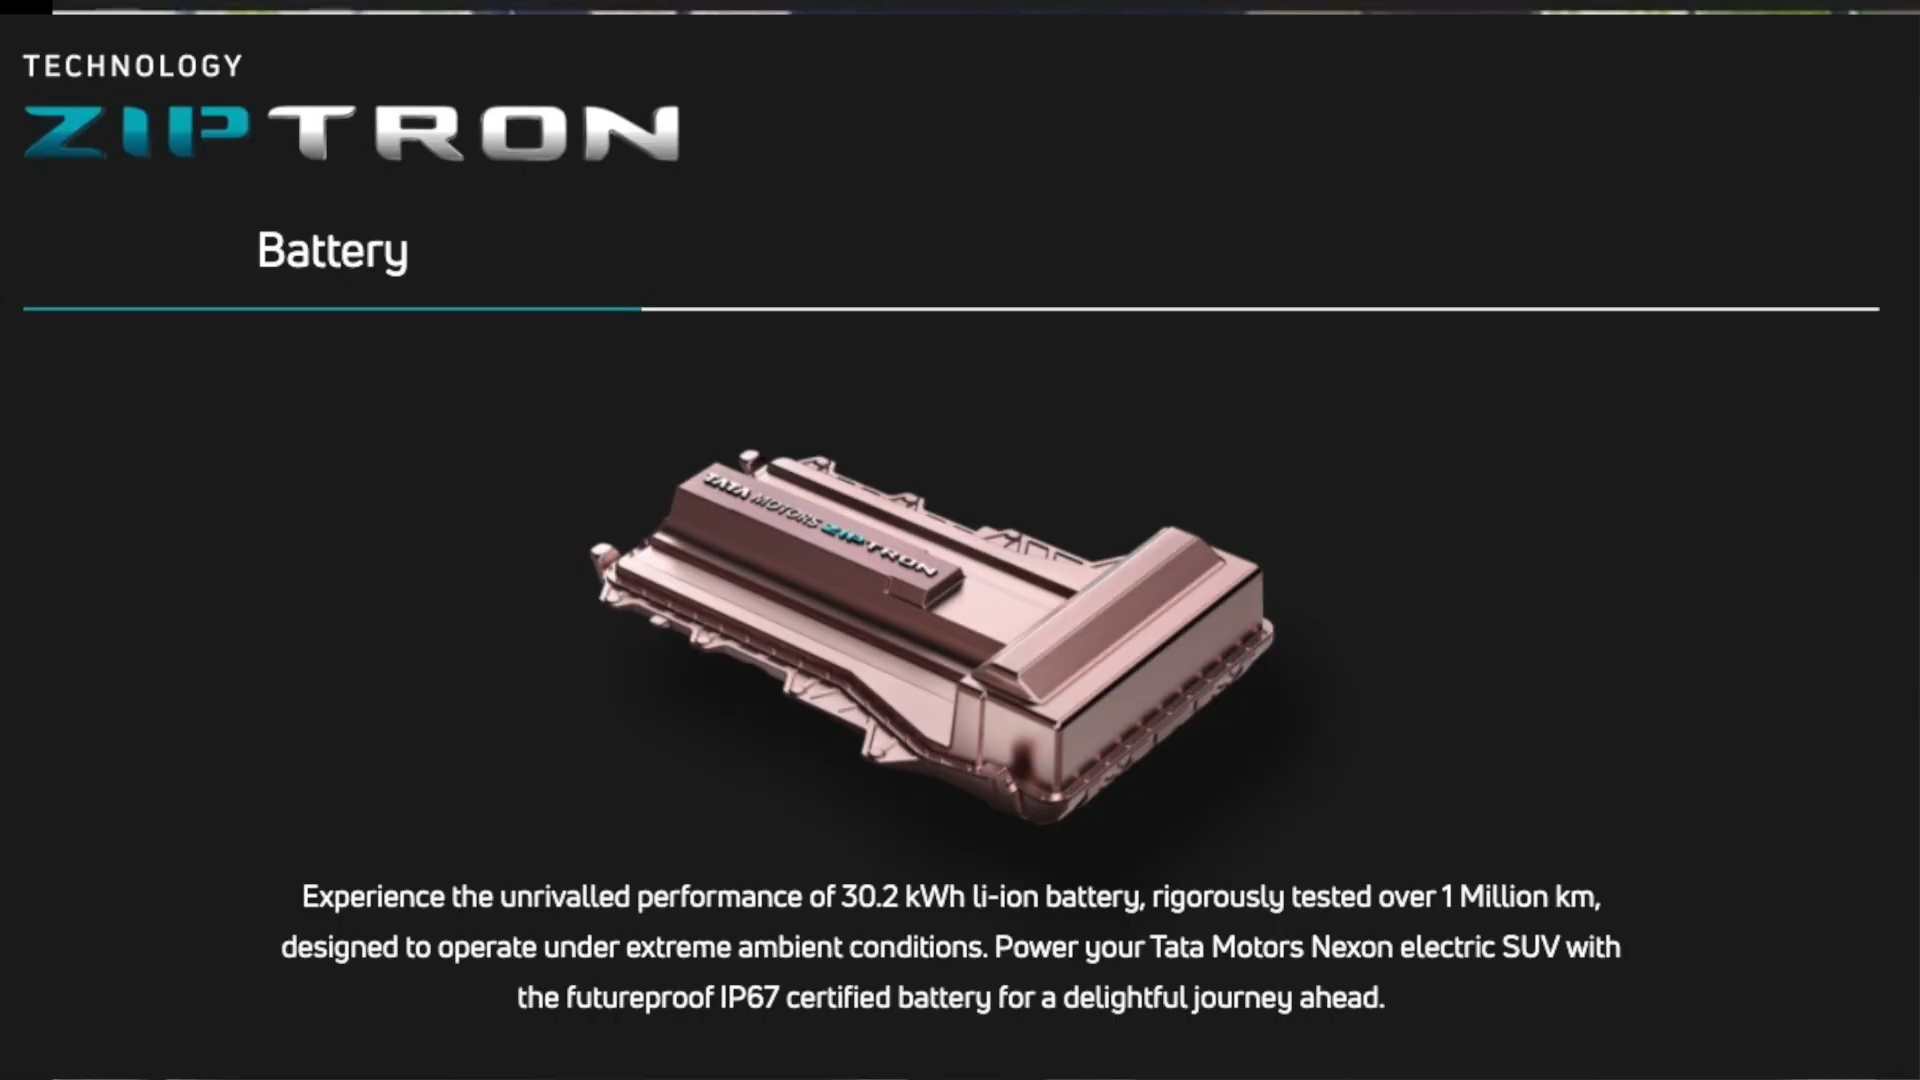 TECHNOLOGY
ZIPTRON
Battery
TATA MOTORS ZIPTRON
Experience the unrivalled performance of 30.2 kWh li-ion battery, rigorously tested over 1 Million km,
designed to operate under extreme ambient conditions. Power your Tata Motors Nexon electric SUV with
the futureproof IP67 certified battery for a delightful journey ahead.